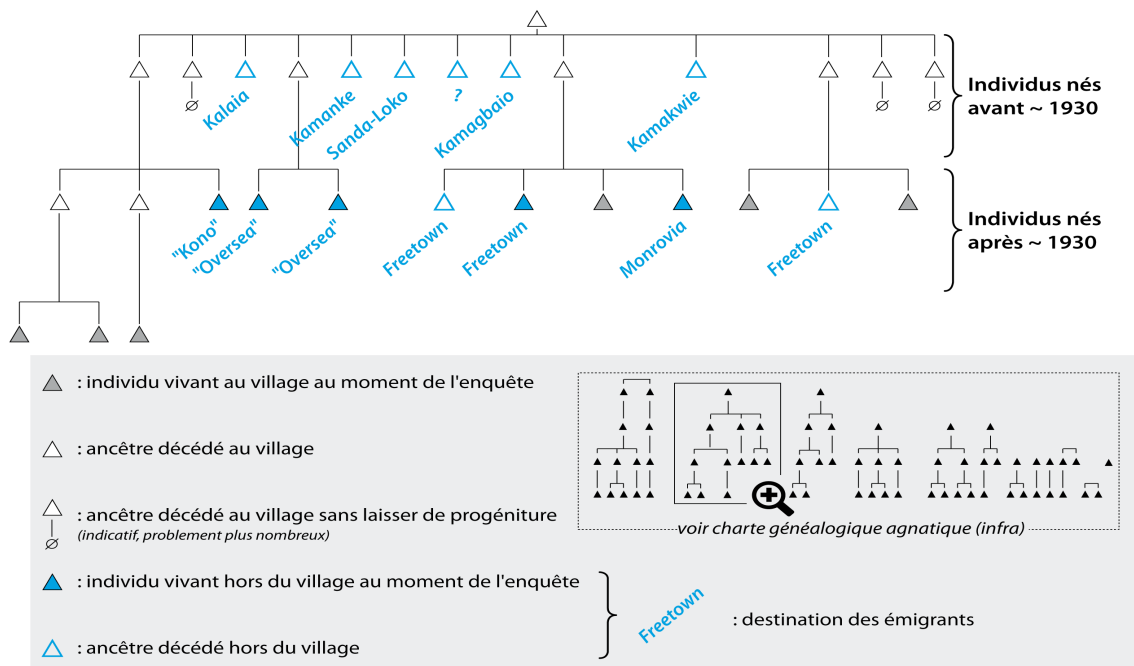 Individus nés
avant ~ 1930
Kalaia
Kamanke
Sanda-Loko
?
Kamagbaio
Kamakwie
Individus nés
après ~ 1930
"Kono"
"Oversea"
"Oversea"
Freetown
Freetown
Monrovia
Freetown
: individu vivant au village au moment de l'enquête
: ancêtre décédé au village
: ancêtre décédé au village sans laisser de progéniture
(indicatif, problement plus nombreux)
: individu vivant hors du village au moment de l'enquête
: ancêtre décédé hors du village
Freetown
: destination des émigrants
voir charte généalogique agnatique (infra)